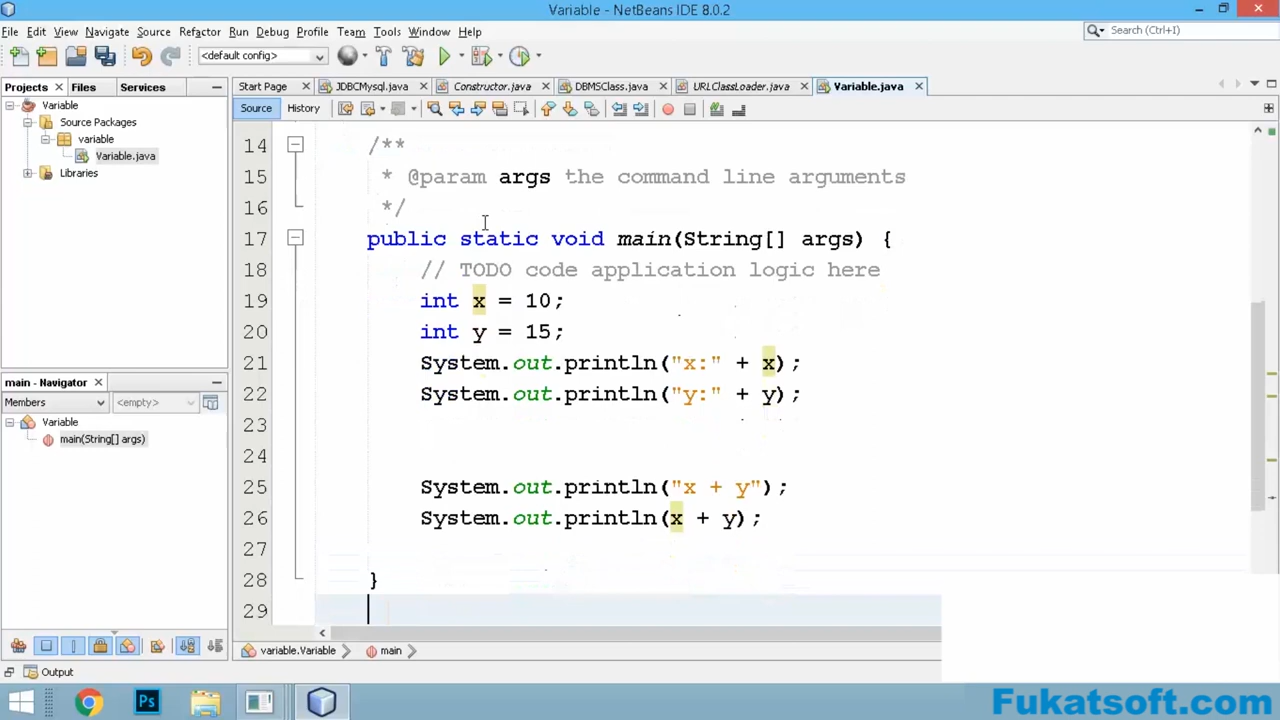 Variable - NetBeans IDE 8.0.2
File Edit View Navigate Source Refactor Run Debug Profile Team Tools Window Help
Search (Ctrl+I)
<default config>
Projects Files Services
Start Page JDBCMysql.java Constructor.java DBMSClass.java URLClassLoader.java Variable.java
Source History
Variable
Source Packages
variable
Variable.java
Libraries
14 /**
15 * @param args the command line arguments
16 */
17 public static void main(String[] args) {
18 // TODO code application logic here
19 int x = 10;
20 int y = 15;
21 System.out.println("x:" + x);
22 System.out.println("y:" + y);
23
24
25 System.out.println("x + y");
26 System.out.println(x + y);
27
28 }
29
main - Navigator
Members <empty>
Variable
main(String[] args)
variable.Variable main
Output
Ps
Fukatsoft.com